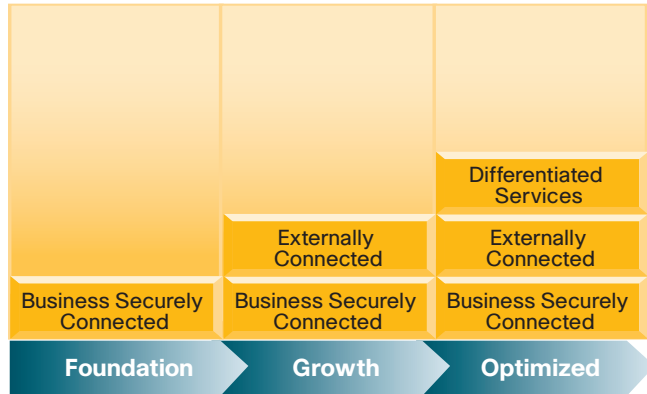 Differentiated
Services
Externally
Connected
Externally
Connected
Business Securely
Connected
Business Securely
Connected
Business Securely
Connected
Foundation
Growth
Optimized